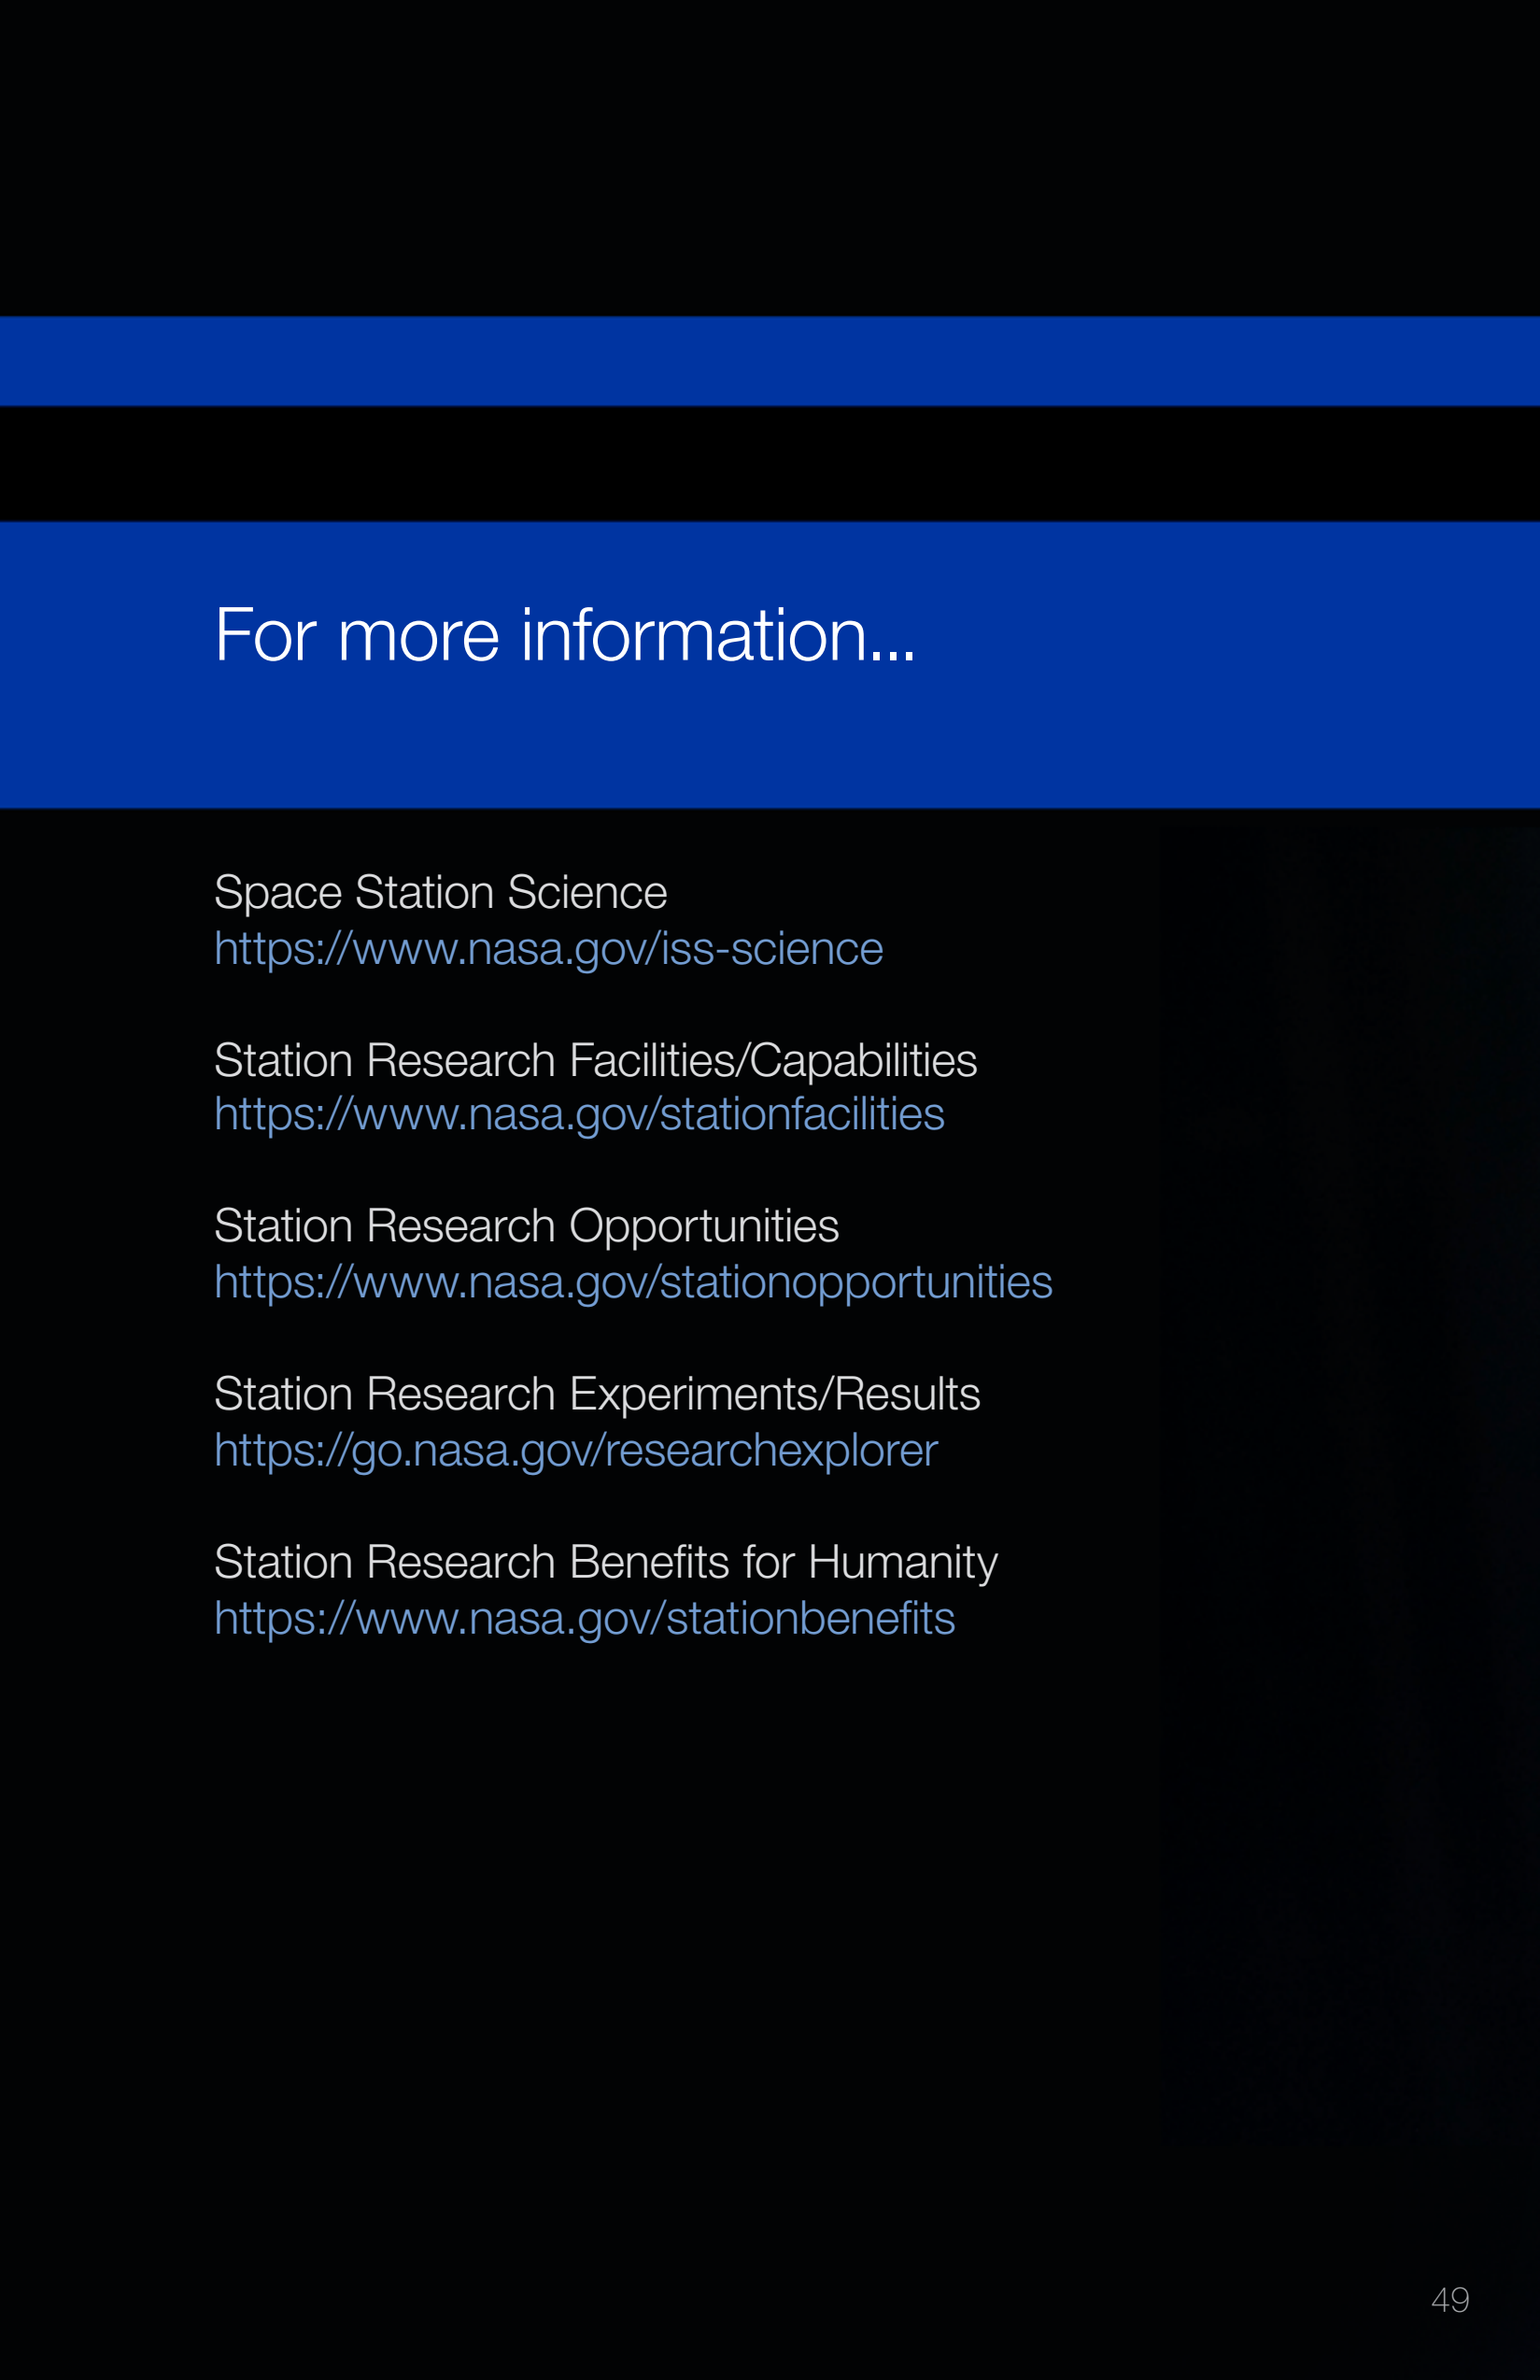 For more information...
Space Station Science
https://www.nasa.gov/iss-science
Station Research Facilities/Capabilities
https://www.nasa.gov/stationfacilities
Station Research Opportunities
https://www.nasa.gov/stationopportunities
Station Research Experiments/Results
https://go.nasa.gov/researchexplorer
Station Research Benefits for Humanity
https://www.nasa.gov/stationbenefits
49